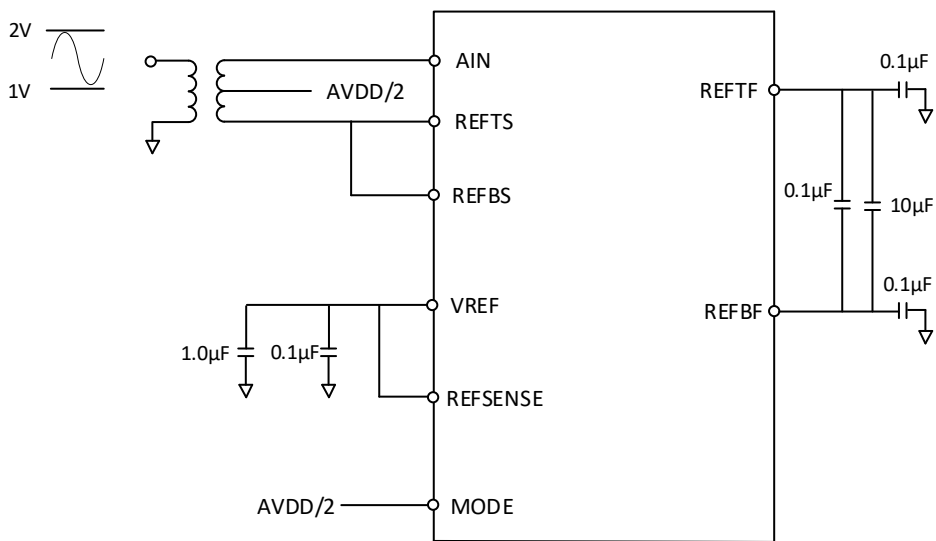 2V
1V
AVDD/2
AIN
REFTS
REFBS
VREF
REFSENSE
MODE
AVDD/2
1.0µF
0.1µF
REFTF
REFBF
0.1µF
0.1µF
10µF
0.1µF